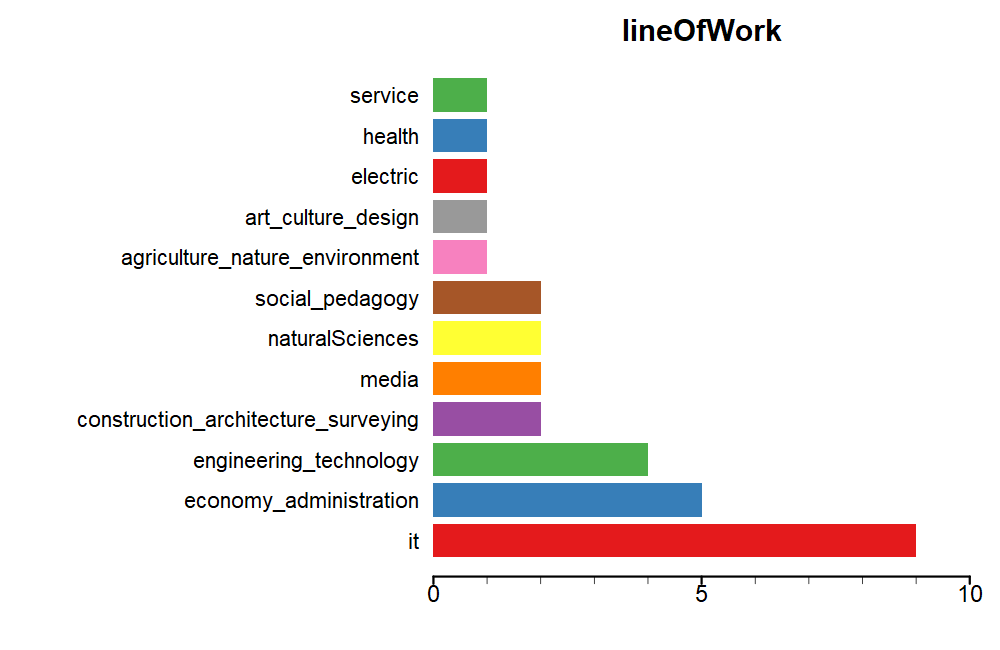 lineOfWork
service
health
electric
art_culture_design
agriculture_nature_environment
social_pedagogy
naturalSciences
media
construction_architecture_surveying
engineering_technology
economy_administration
it
0 5 10